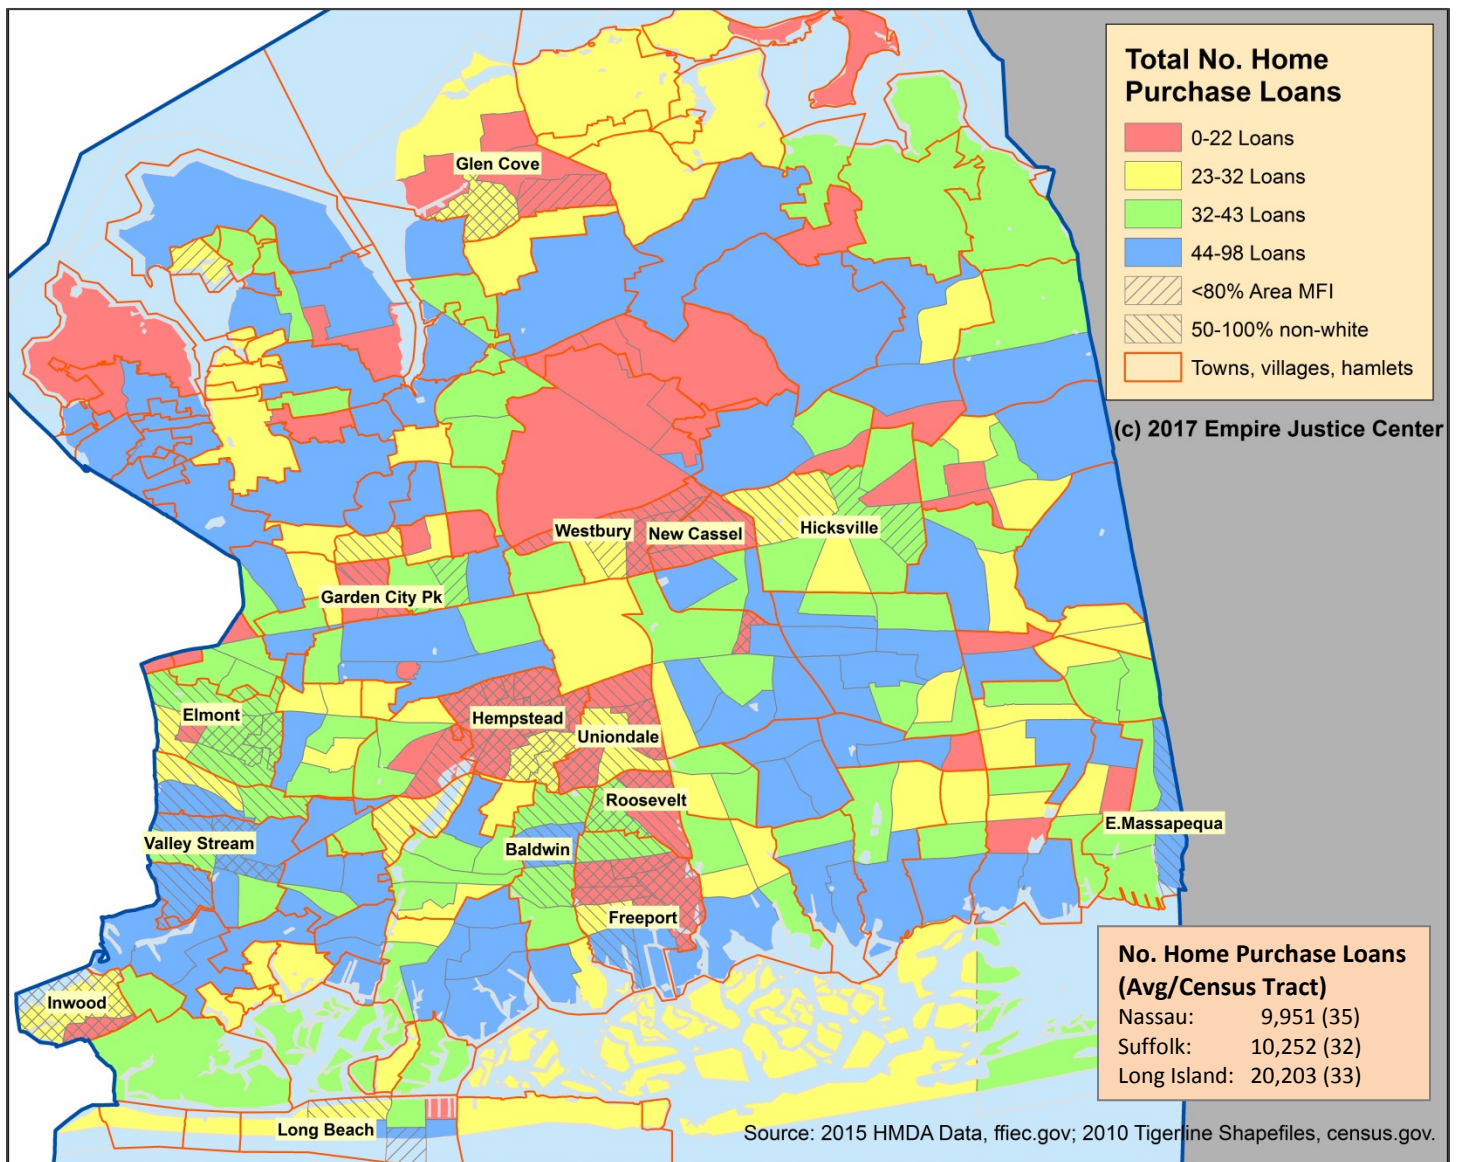 Total No. Home
Purchase Loans
0-22 Loans
23-32 Loans
32-43 Loans
44-98 Loans
<80% Area MFI
50-100% non-white
Towns, villages, hamlets
(c) 2017 Empire Justice Center
Glen Cove
Westbury
New Cassel
Hicksville
Garden City Pk
Elmont
Hempstead
Uniondale
Roosevelt
Valley Stream
Baldwin
E.Massapequa
Freeport
Inwood
Long Beach
No. Home Purchase Loans
(Avg/Census Tract)
Nassau: 9,951 (35)
Suffolk: 10,252 (32)
Long Island: 20,203 (33)
Source: 2015 HMDA Data, ffiec.gov; 2010 Tigerline Shapefiles, census.gov.